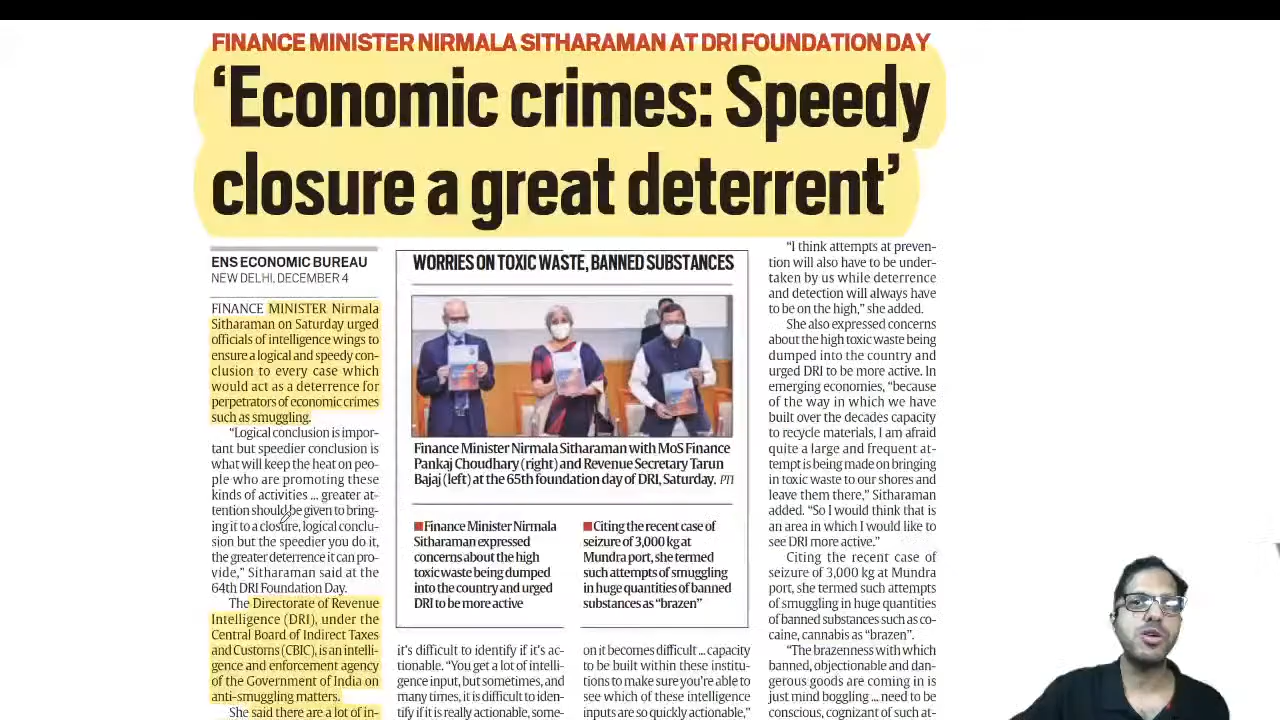 FINANCE MINISTER NIRMALA SITHARAMAN AT DRI FOUNDATION DAY
‘Economic crimes: Speedy
closure a great deterrent’
ENS ECONOMIC BUREAU
NEW DELHI, DECEMBER 4
FINANCE MINISTER Nirmala
Sitharaman on Saturday urged
officials of intelligence wings to
ensure a logical and speedy con-
clusion to every case which
would act as a deterrence for
perpetrators of economic crimes
such as smuggling.
“Logical conclusion is impor-
tant but speedier conclusion is
what will keep the heat on peo-
ple who are promoting these
kinds of activities ... greater at-
tention should be given to bring-
ing it to a closure, logical conclu-
sion but the speedier you do it,
the greater deterrence it can pro-
vide,” Sitharaman said at the
64th DRI Foundation Day.
The Directorate of Revenue
Intelligence (DRI), under the
Central Board of Indirect Taxes
and Customs (CBIC), is an intelli-
gence and enforcement agency
of the Government of India on
anti-smuggling matters.
She said there are a lot of in-
WORRIES ON TOXIC WASTE, BANNED SUBSTANCES
Finance Minister Nirmala Sitharaman with MoS Finance
Pankaj Choudhary (right) and Revenue Secretary Tarun
Bajaj (left) at the 65th foundation day of DRI, Saturday. PTI
■Finance Minister Nirmala
Sitharaman expressed
concerns about the high
toxic waste being dumped
into the country and urged
DRI to be more active
■Citing the recent case of
seizure of 3,000 kg at
Mundra port, she termed
such attempts of smuggling
in huge quantities of banned
substances as “brazen”
it's difficult to identify if it's ac-
tionable. “You get a lot of intelli-
gence input, but sometimes, and
many times, it is difficult to iden-
tify if it is really actionable, some-
on it becomes difficult ... capacity
to be built within these institu-
tions to make sure you're able to
see which of these intelligence
inputs are so quickly actionable,”
“I think attempts at preven-
tion will also have to be under-
taken by us while deterrence
and detection will always have
to be on the high,” she added.
She also expressed concerns
about the high toxic waste being
dumped into the country and
urged DRI to be more active. In
emerging economies, “because
of the way in which we have
built over the decades capacity
to recycle materials, I am afraid
quite a large and frequent at-
tempt is being made on bringing
in toxic waste to our shores and
leave them there,” Sitharaman
added. “So I would think that is
an area in which I would like to
see DRI more active.”
Citing the recent case of
seizure of 3,000 kg at Mundra
port, she termed such attempts
of smuggling in huge quantities
of banned substances such as co-
caine, cannabis as “brazen”.
“The brazenness with which
banned, objectionable and dan-
gerous goods are coming in is
just mind boggling ... need to be
conscious, cognizant of such at-